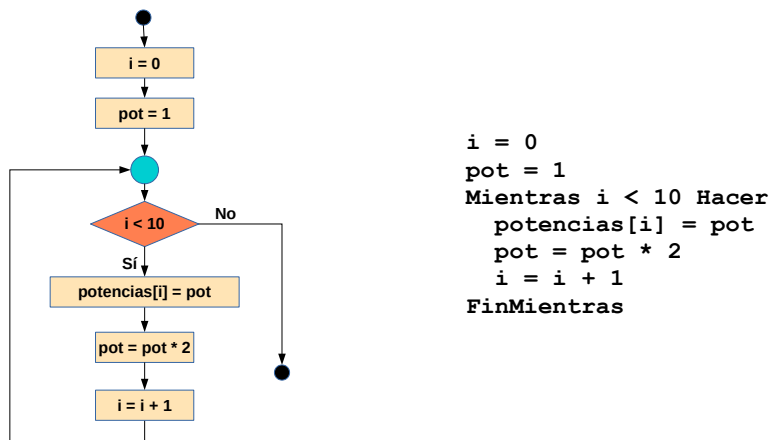 i = 0
pot = 1
i < 10
No
Sí
potencias[i] = pot
pot = pot * 2
i = i + 1
i = 0
pot = 1
Mientras i < 10 Hacer
  potencias[i] = pot
  pot = pot * 2
  i = i + 1
FinMientras